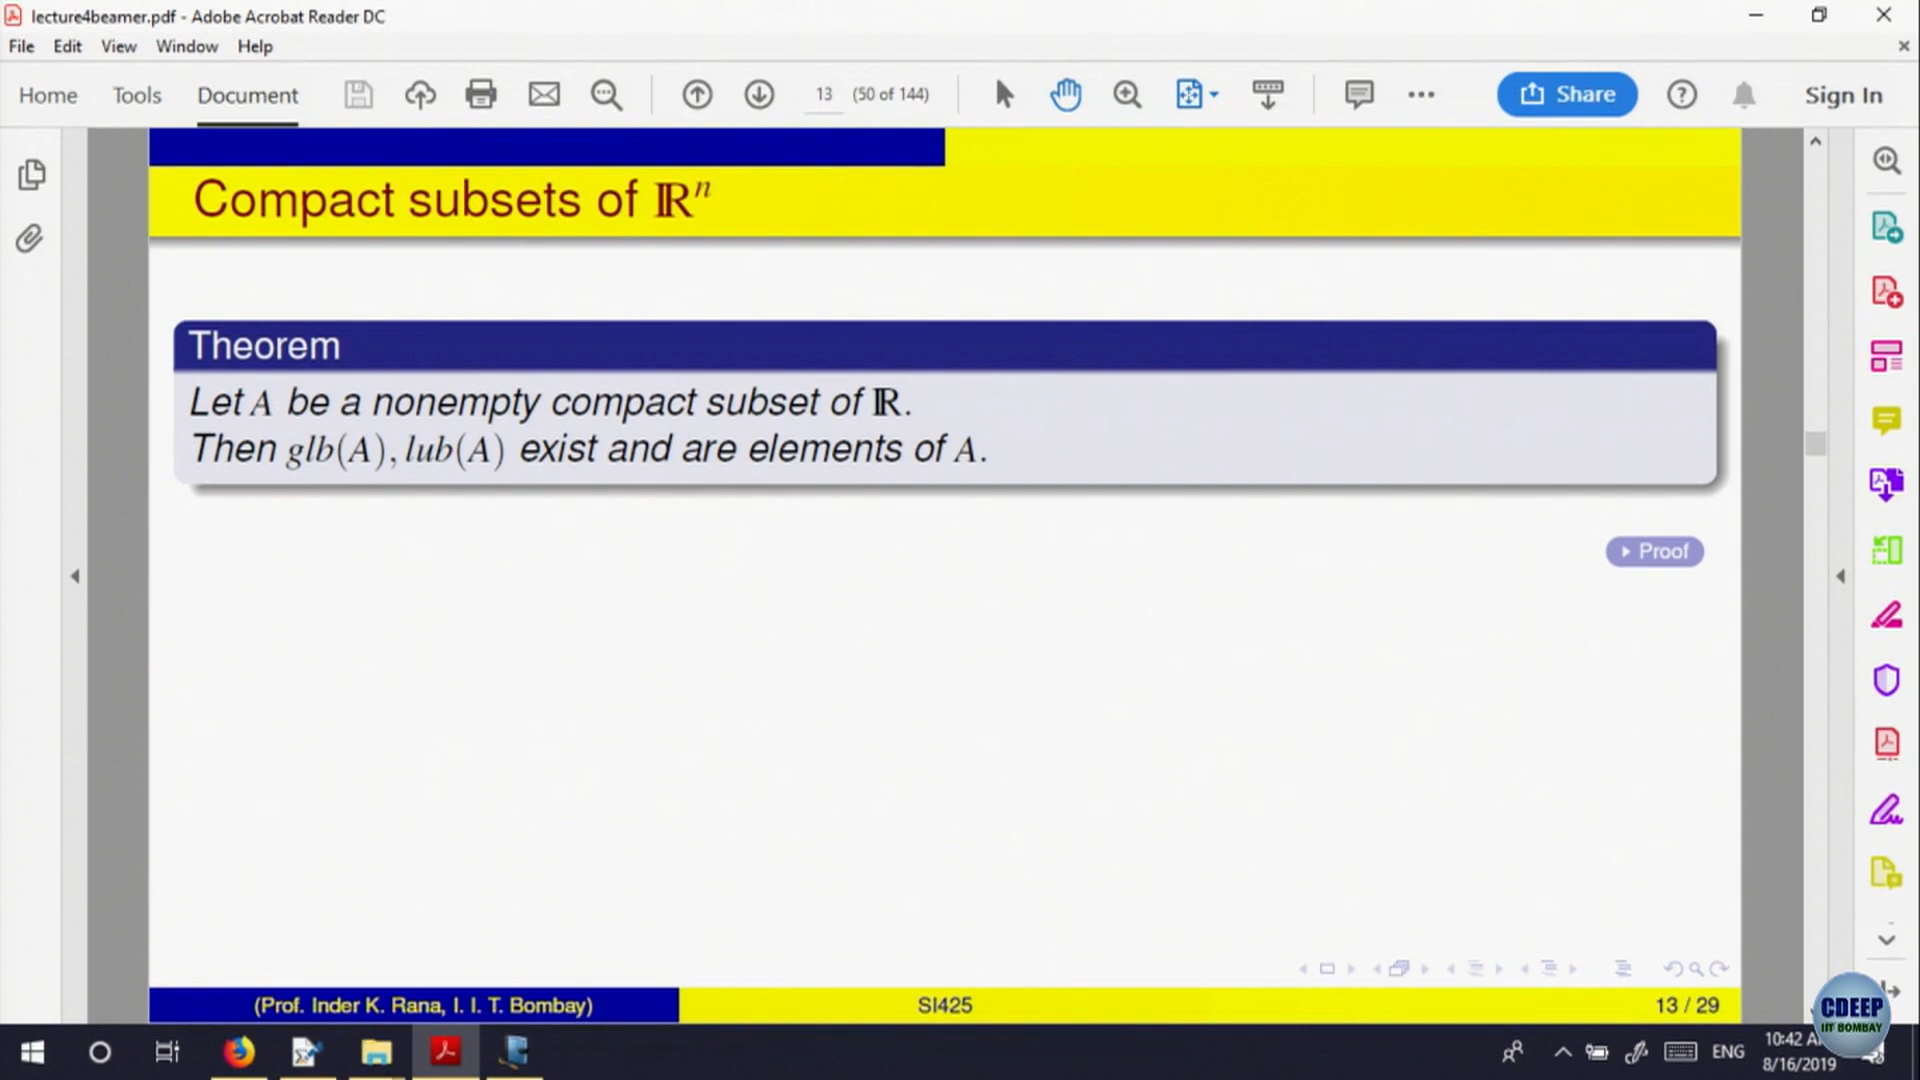 lecture4beamer.pdf - Adobe Acrobat Reader DC
File Edit View Window Help
Home Tools Document 13 (50 of 144) Share Sign In
Compact subsets of ℝⁿ
Theorem
Let A be a nonempty compact subset of ℝ.
Then glb(A), lub(A) exist and are elements of A.
Proof
(Prof. Inder K. Rana, I. I. T. Bombay) SI425 13 / 29
CDEEP
IIT BOMBAY
ENG
10:42 A
8/16/2019